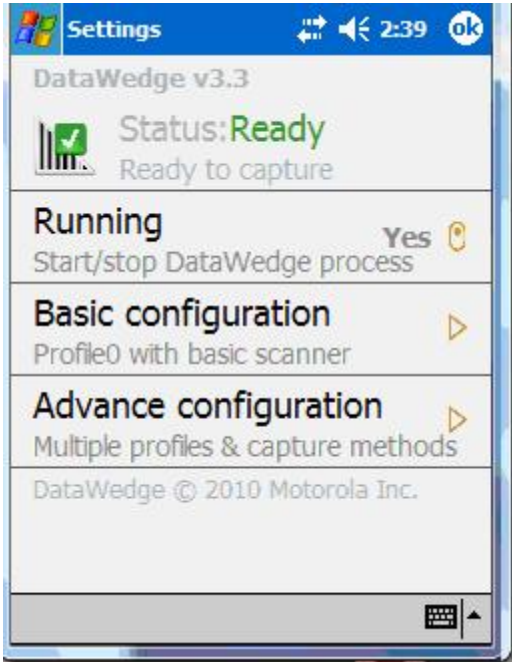 Settings 2:39 ok
DataWedge v3.3
Status:Ready
Ready to capture
Running
Yes
Start/stop DataWedge process
Basic configuration
Profile0 with basic scanner
Advance configuration
Multiple profiles & capture methods
DataWedge © 2010 Motorola Inc.